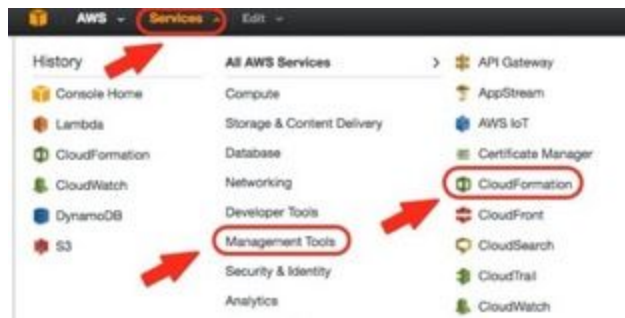 AWS Services Edit
History
Console Home
Lambda
CloudFormation
CloudWatch
DynamoDB
S3
All AWS Services
Compute
Storage & Content Delivery
Database
Networking
Developer Tools
Management Tools
Security & Identity
Analytics
API Gateway
AppStream
AWS IoT
Certificate Manager
CloudFormation
CloudFront
CloudSearch
CloudTrail
CloudWatch